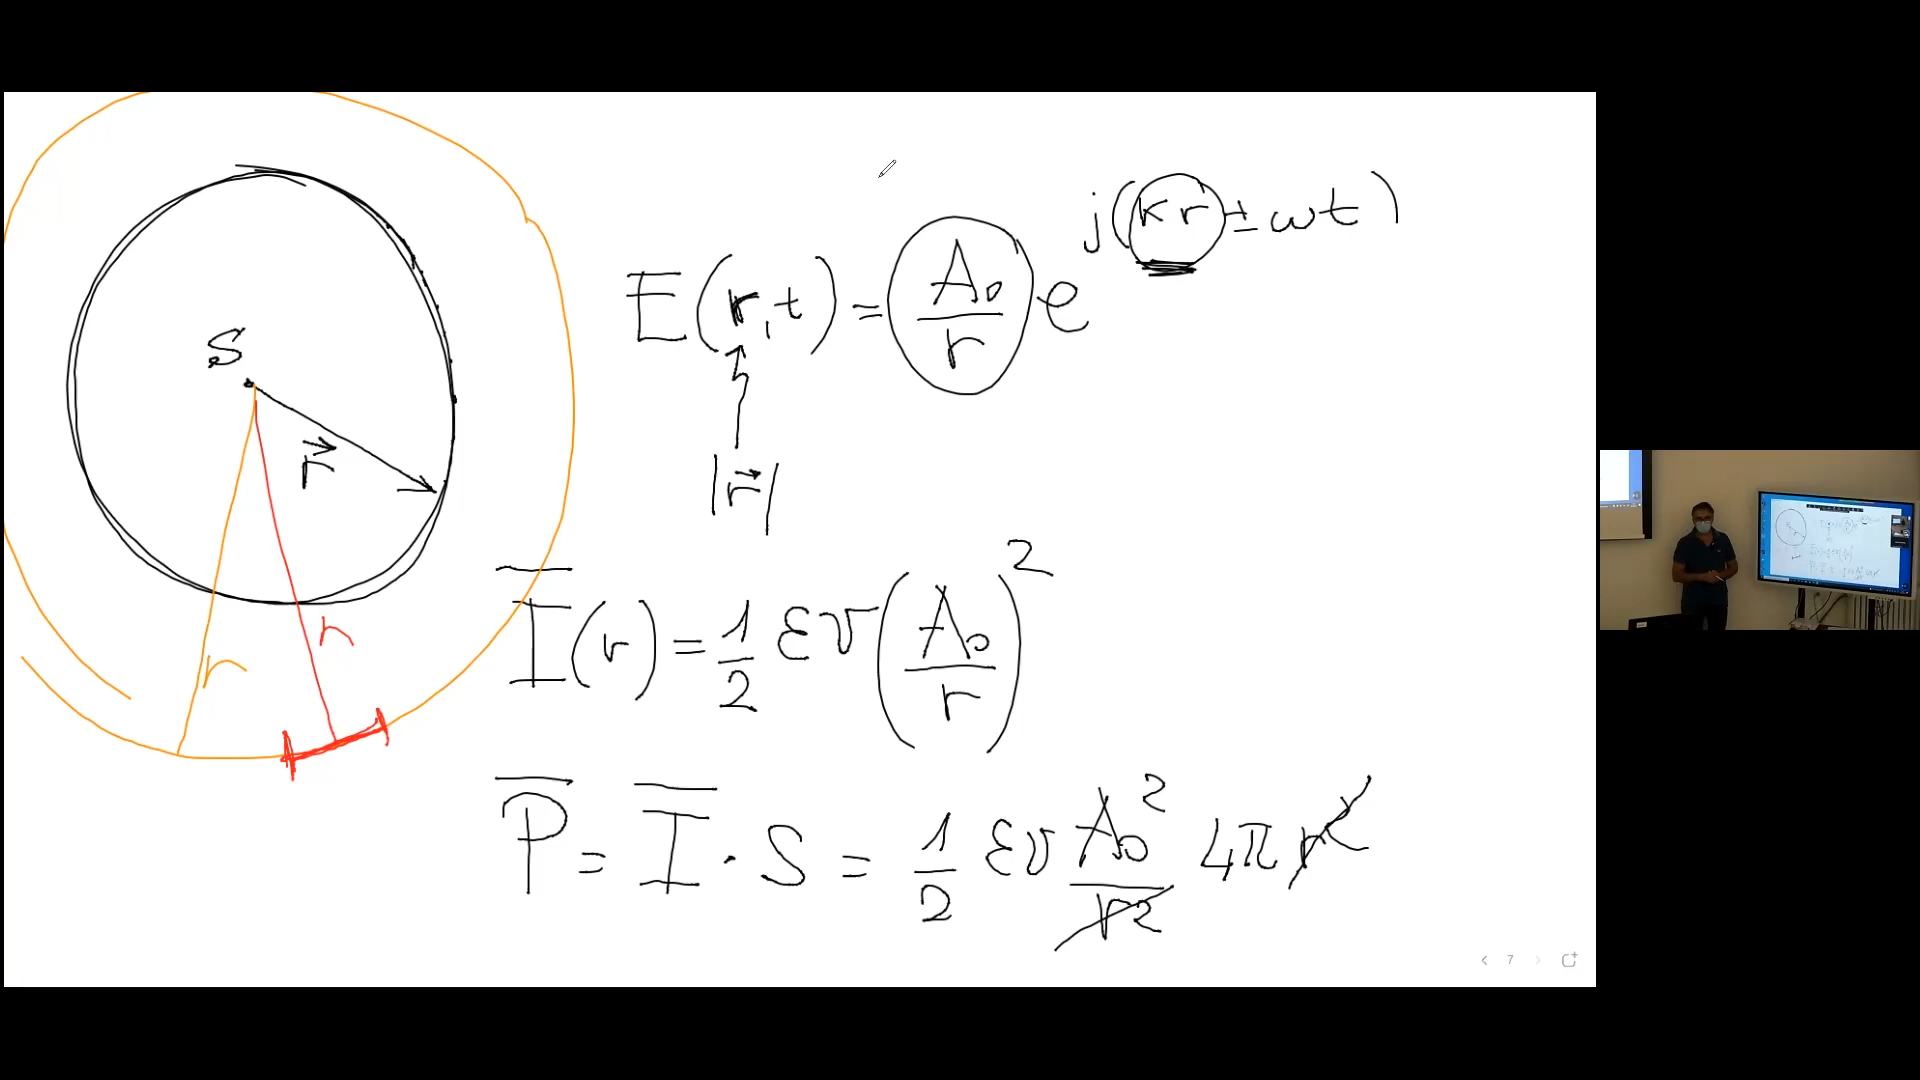 S
r⃗
r
r
E(r,t) = A₀/r e^{j(kr ± ωt)}
|r⃗|
I̅(r) = 1/2 εv (A₀/r)²
P̅ = I̅ · S = 1/2 εv A₀²/r² 4π r²
7